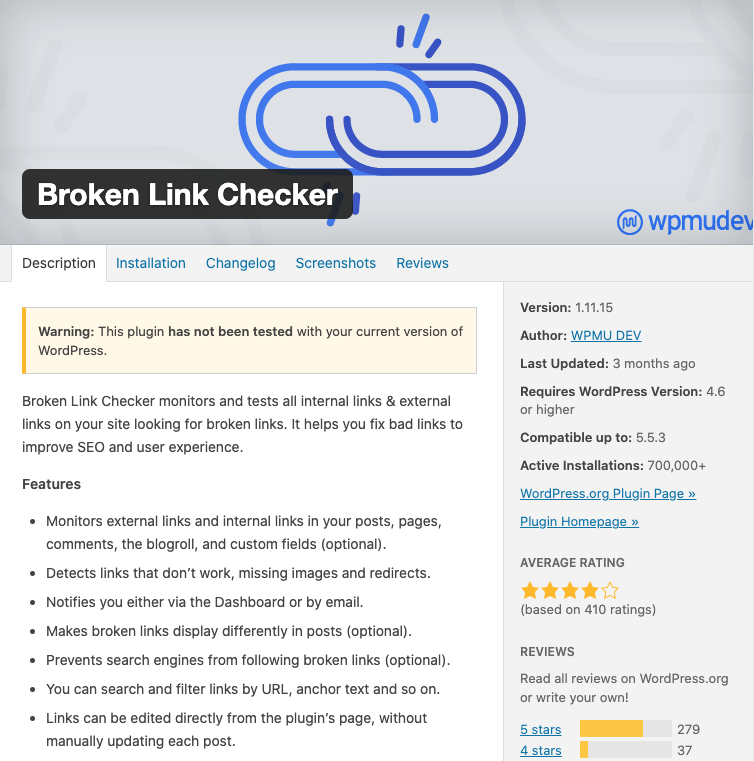 Broken Link Checker
wpmudev
Description Installation Changelog Screenshots Reviews
Warning: This plugin has not been tested with your current version of
WordPress.
Broken Link Checker monitors and tests all internal links & external
links on your site looking for broken links. It helps you fix bad links to
improve SEO and user experience.
Features
• Monitors external links and internal links in your posts, pages,
comments, the blogroll, and custom fields (optional).
• Detects links that don’t work, missing images and redirects.
• Notifies you either via the Dashboard or by email.
• Makes broken links display differently in posts (optional).
• Prevents search engines from following broken links (optional).
• You can search and filter links by URL, anchor text and so on.
• Links can be edited directly from the plugin’s page, without
manually updating each post.
Version: 1.11.15
Author: WPMU DEV
Last Updated: 3 months ago
Requires WordPress Version: 4.6
or higher
Compatible up to: 5.5.3
Active Installations: 700,000+
WordPress.org Plugin Page »
Plugin Homepage »
AVERAGE RATING
(based on 410 ratings)
REVIEWS
Read all reviews on WordPress.org
or write your own!
5 stars 279
4 stars 37